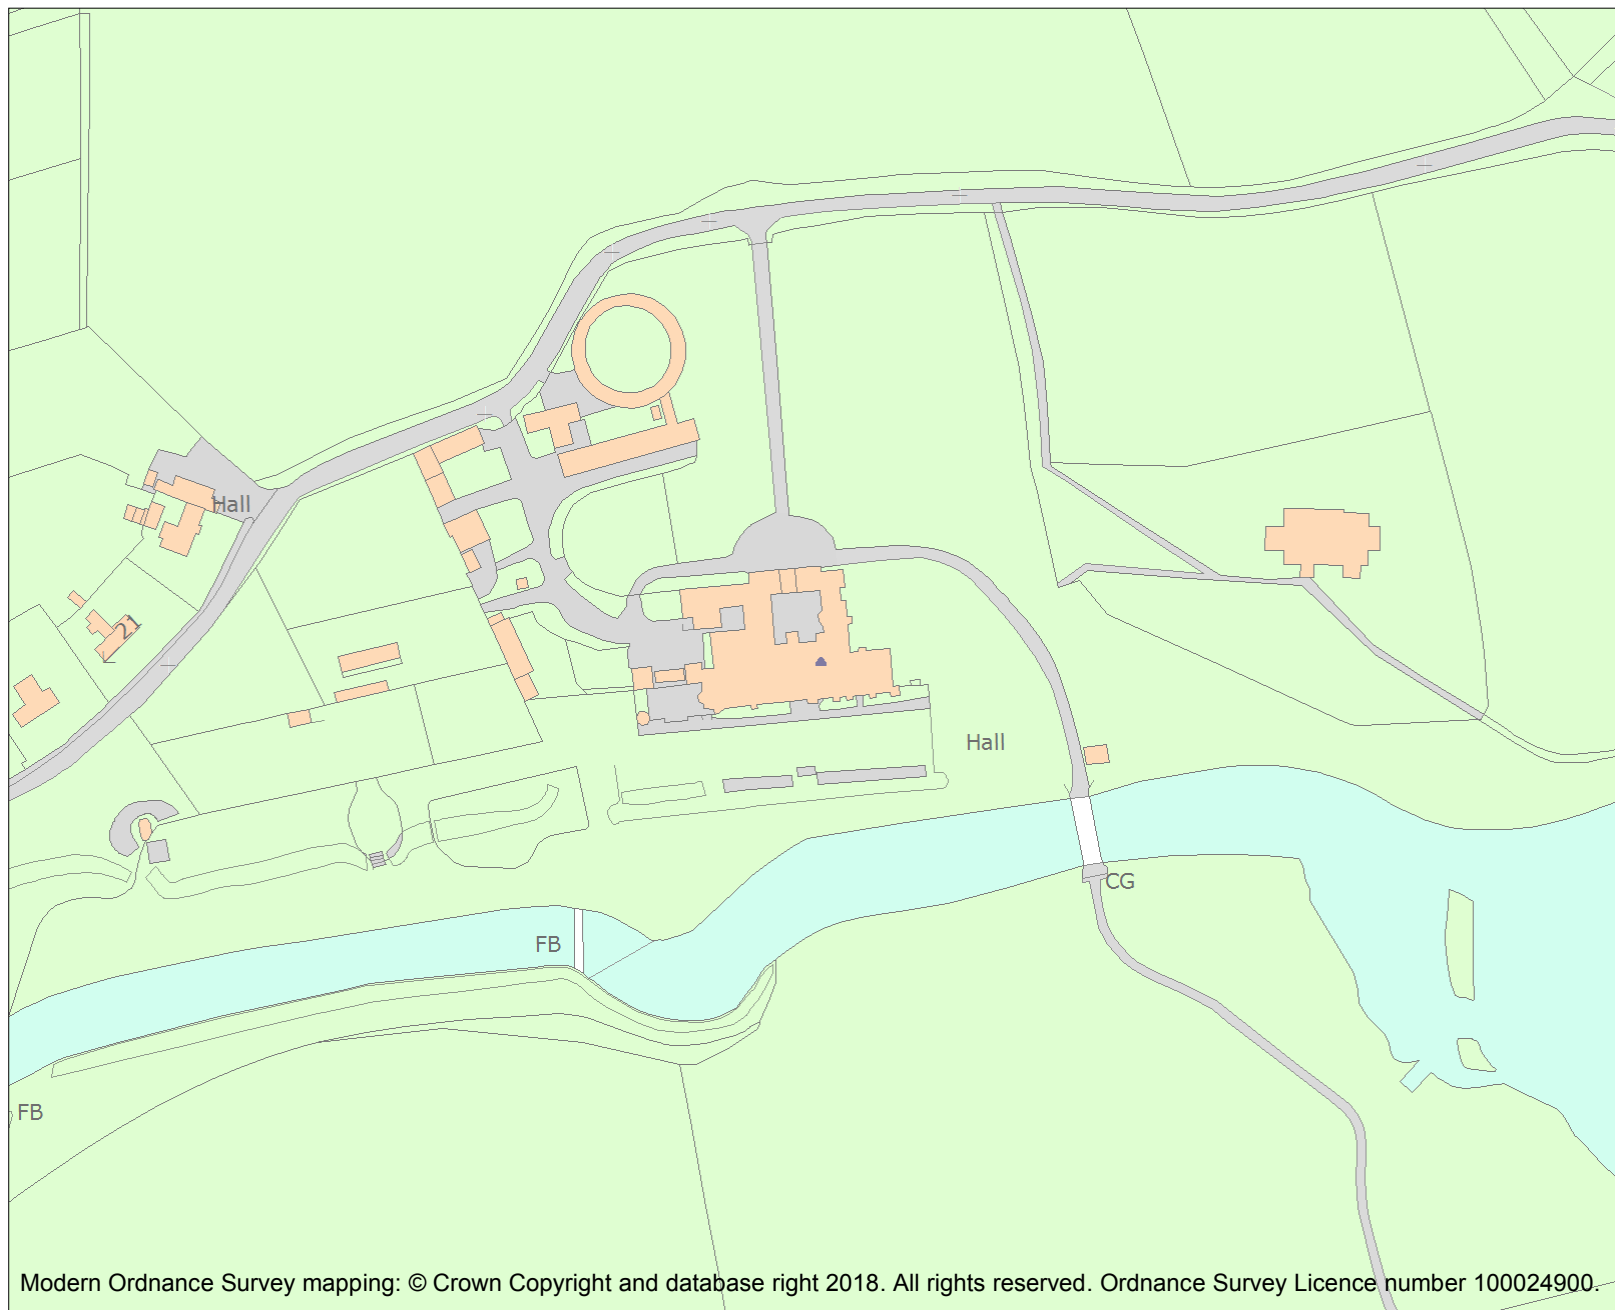 Hall
21
Hall
CG
FB
FB
Modern Ordnance Survey mapping: © Crown Copyright and database right 2018. All rights reserved. Ordnance Survey Licence number 100024900.